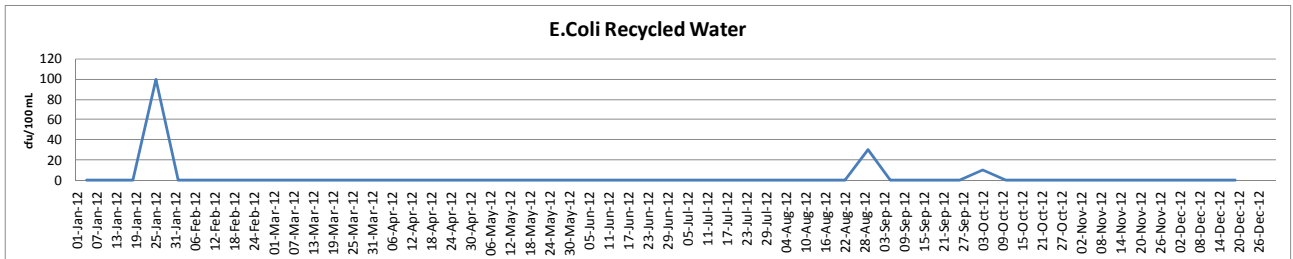 E.Coli Recycled Water
cfu/100 mL
120
100
80
60
40
20
0
01-Jan-12
07-Jan-12
13-Jan-12
19-Jan-12
25-Jan-12
31-Jan-12
06-Feb-12
12-Feb-12
18-Feb-12
24-Feb-12
01-Mar-12
07-Mar-12
13-Mar-12
19-Mar-12
25-Mar-12
31-Mar-12
06-Apr-12
12-Apr-12
18-Apr-12
24-Apr-12
30-Apr-12
06-May-12
12-May-12
18-May-12
24-May-12
30-May-12
05-Jun-12
11-Jun-12
17-Jun-12
23-Jun-12
29-Jun-12
05-Jul-12
11-Jul-12
17-Jul-12
23-Jul-12
29-Jul-12
04-Aug-12
10-Aug-12
16-Aug-12
22-Aug-12
28-Aug-12
03-Sep-12
09-Sep-12
15-Sep-12
21-Sep-12
27-Sep-12
03-Oct-12
09-Oct-12
15-Oct-12
21-Oct-12
27-Oct-12
02-Nov-12
08-Nov-12
14-Nov-12
20-Nov-12
26-Nov-12
02-Dec-12
08-Dec-12
14-Dec-12
20-Dec-12
26-Dec-12